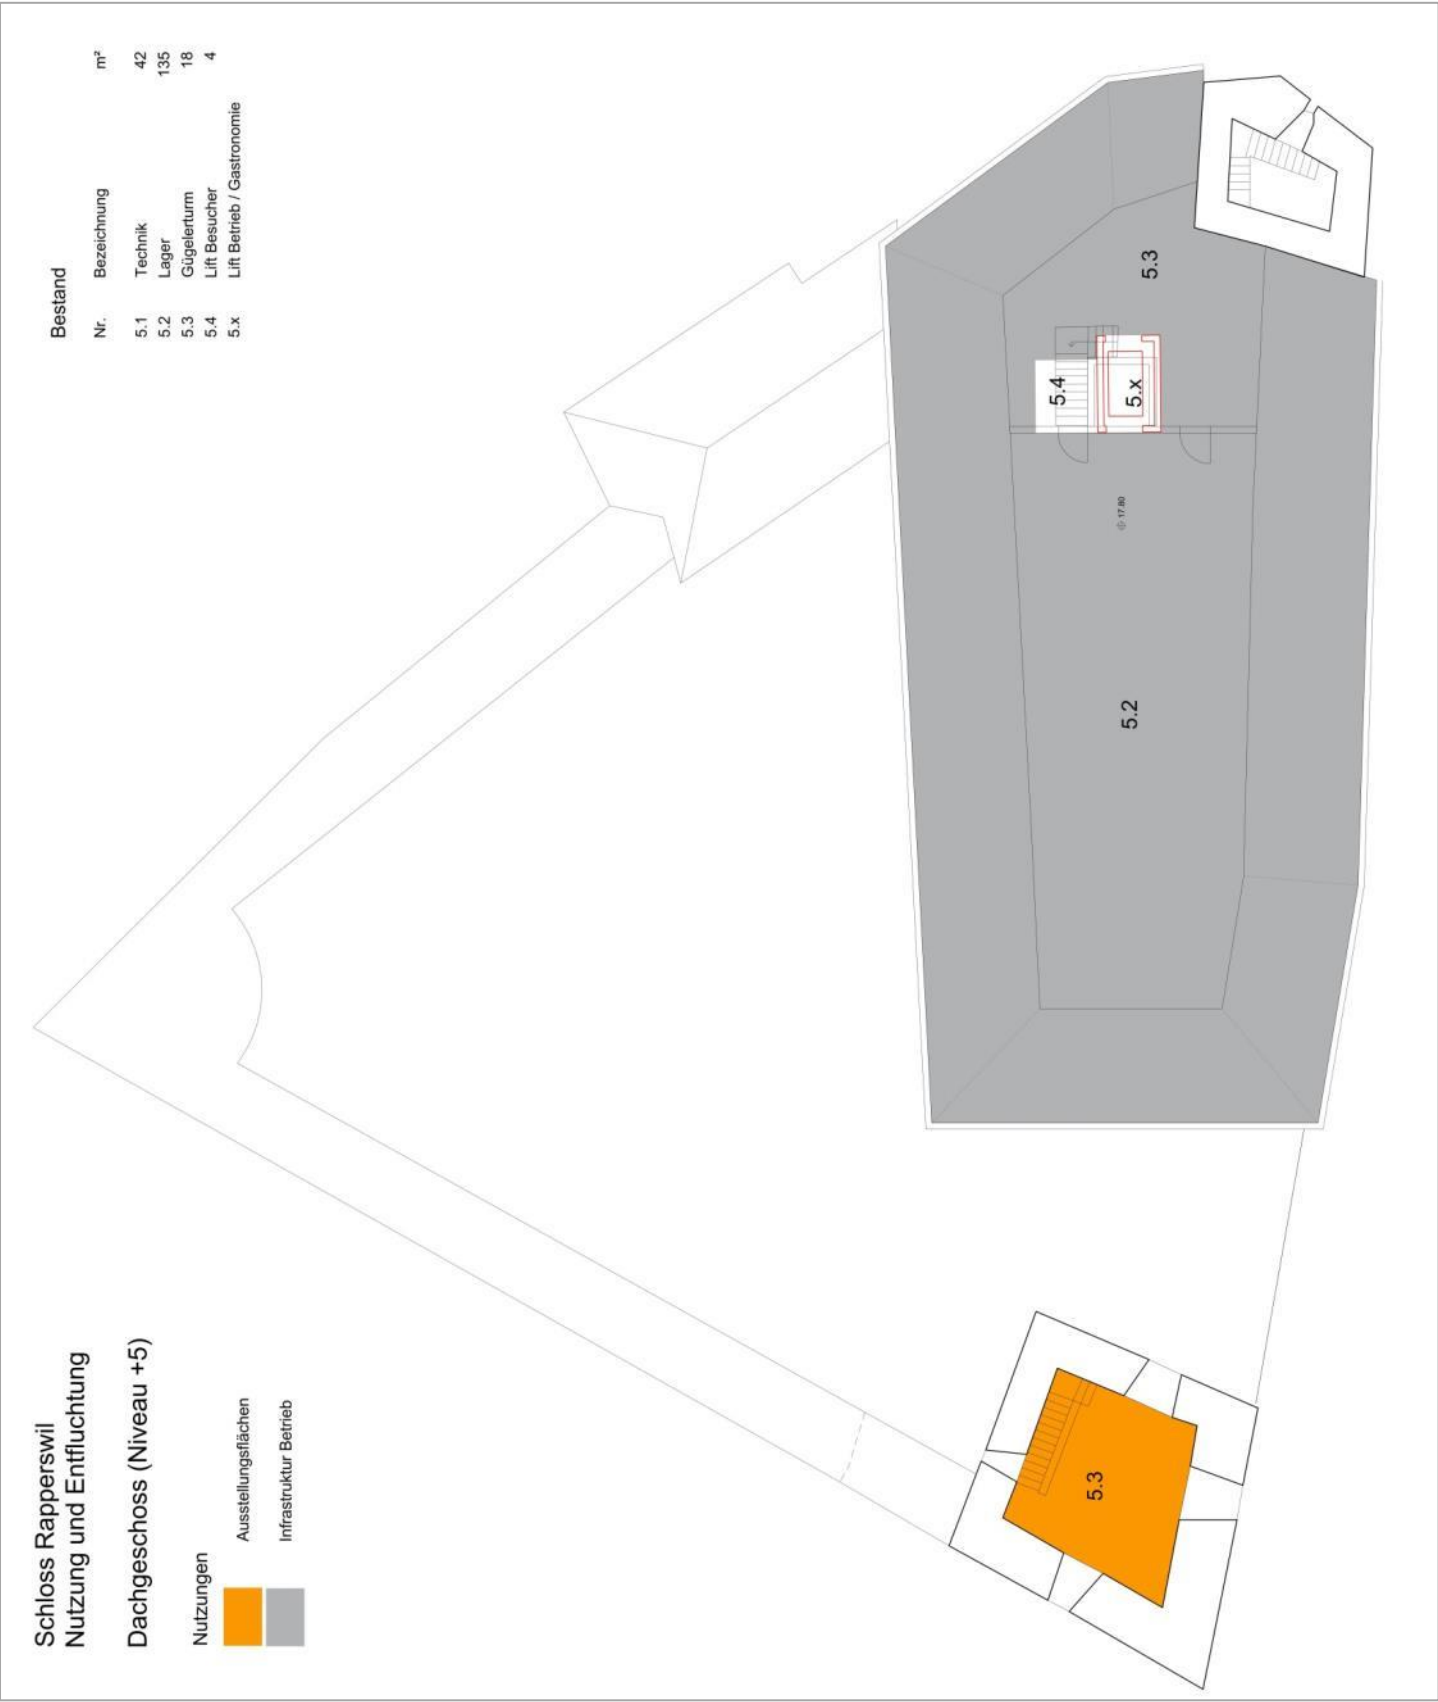 Schloss Rapperswil
Nutzung und Entfluchtung
Dachgeschoss (Niveau +5)
Nutzungen
Ausstellungsflächen
Infrastruktur Betrieb
Bestand
Nr. Bezeichnung m²
5.1 Technik 42
5.2 Lager 135
5.3 Gügelerturm 18
5.4 Lift Besucher 4
5.x Lift Betrieb / Gastronomie
5.3
5.2
17.80
5.4
5.x
5.3